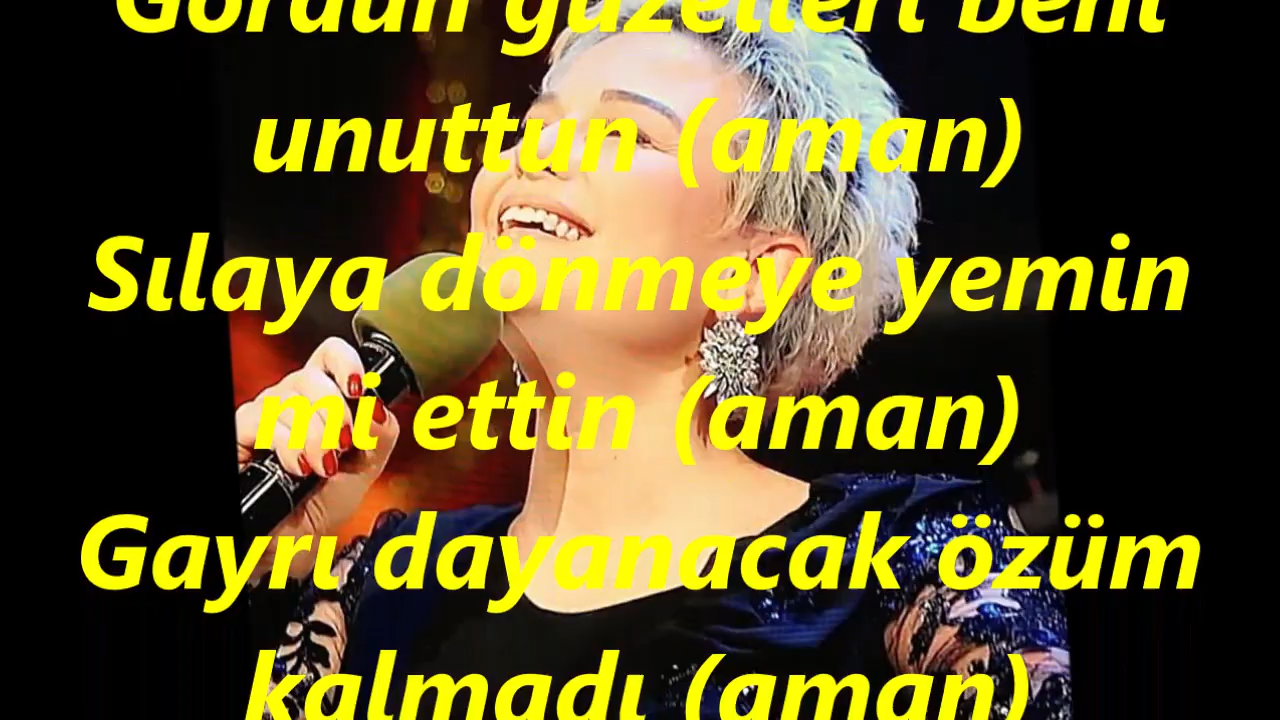 Gördün güzelleri beni
unuttun (aman)
Sılaya dönmeye yemin
mi ettin (aman)
Gayrı dayanacak özüm
kalmadı (aman)